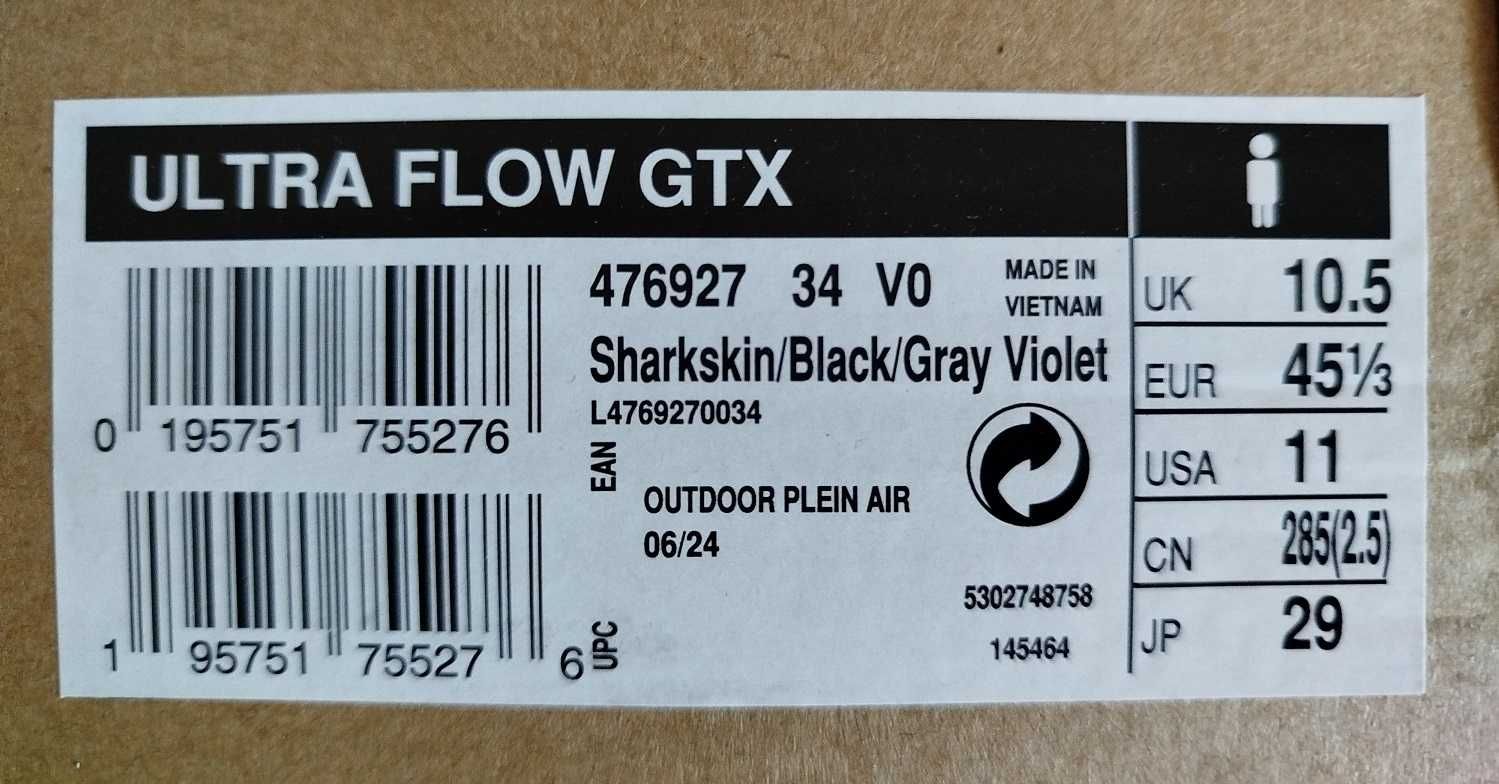 ULTRA FLOW GTX
476927 34 V0
MADE IN
VIETNAM
Sharkskin/Black/Gray Violet
L4769270034
0 195751 755276
EAN
OUTDOOR PLEIN AIR
06/24
5302748758
145464
1 95751 75527 6
UPC
UK 10.5
EUR 45⅓
USA 11
CN 285(2.5)
JP 29